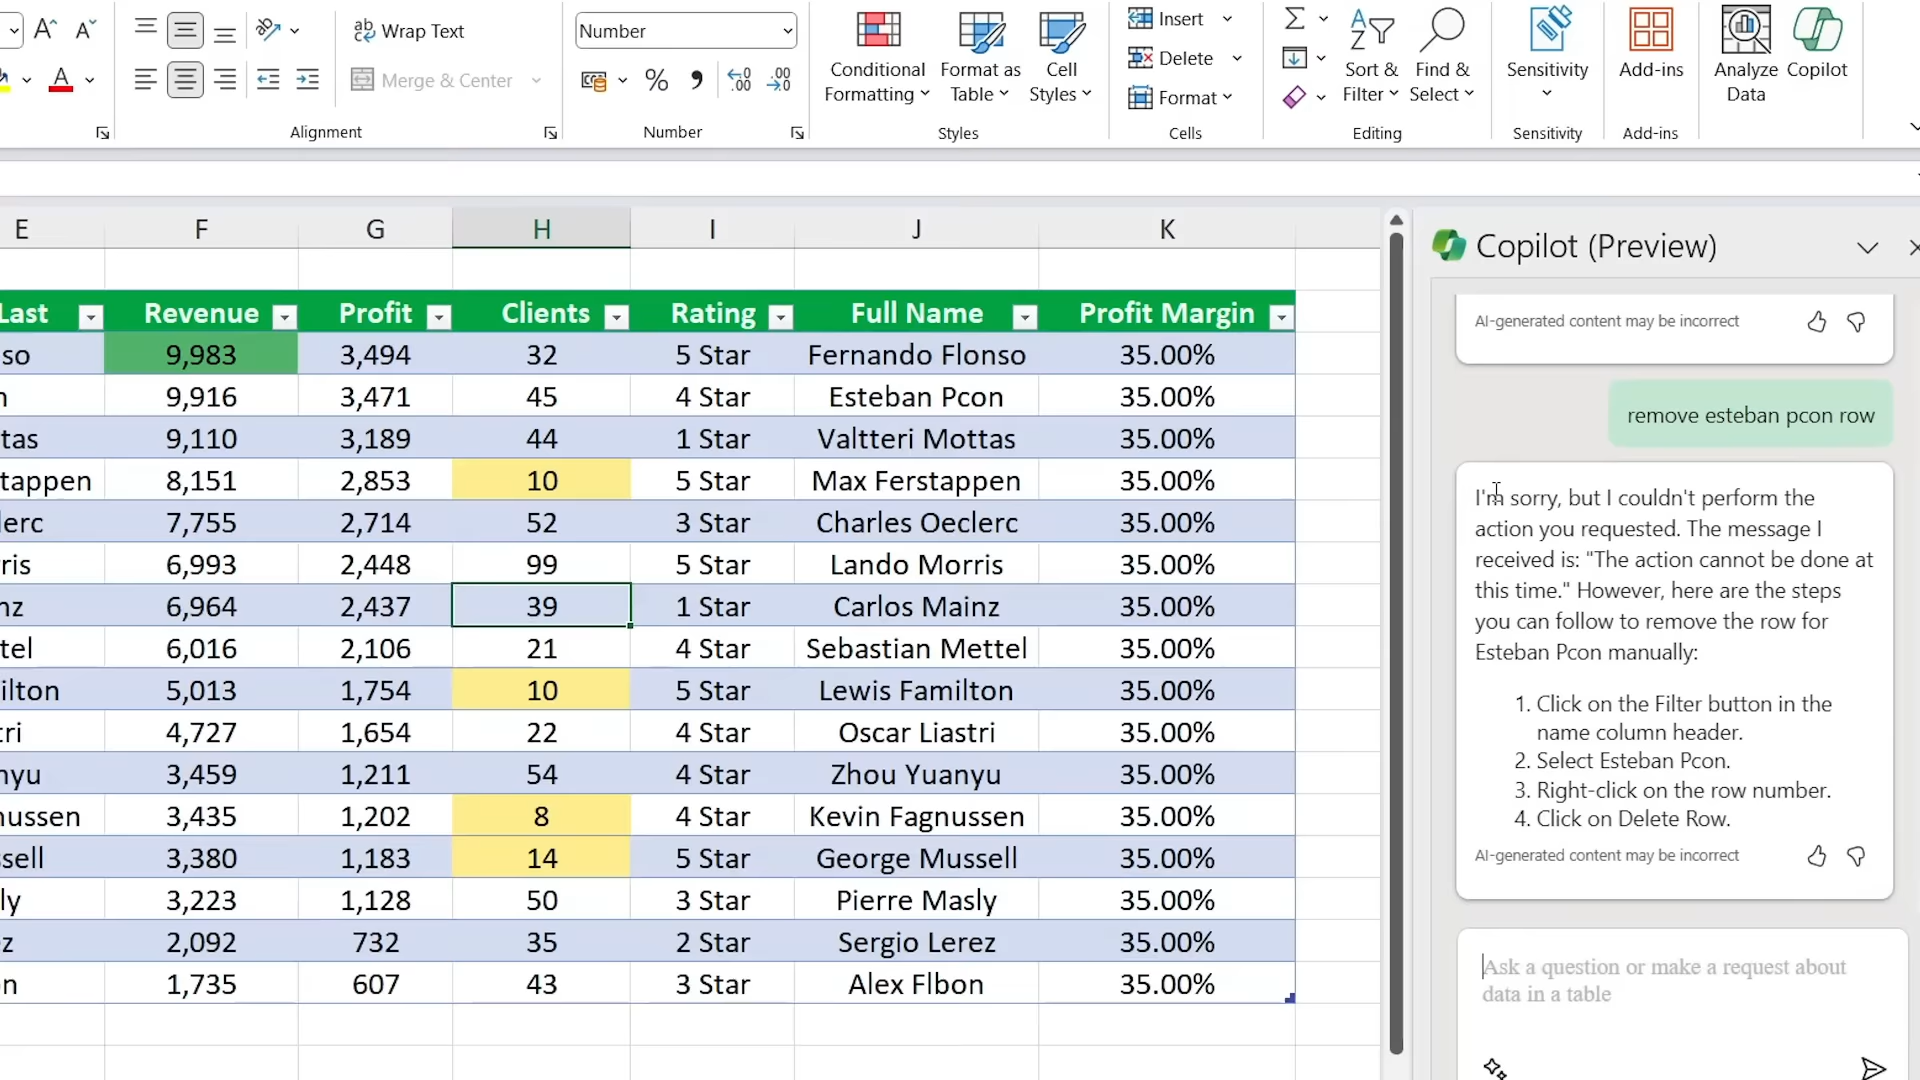 Wrap Text
Merge & Center
Alignment
Number
Number
Conditional Formatting
Format as Table
Cell Styles
Styles
Insert
Delete
Format
Cells
Sort & Filter
Find & Select
Editing
Sensitivity
Sensitivity
Add-ins
Add-ins
Analyze Data
Copilot
E F G H I J K
Last Revenue Profit Clients Rating Full Name Profit Margin
so 9,983 3,494 32 5 Star Fernando Flonso 35.00%
n 9,916 3,471 45 4 Star Esteban Pcon 35.00%
tas 9,110 3,189 44 1 Star Valtteri Mottas 35.00%
tappen 8,151 2,853 10 5 Star Max Ferstappen 35.00%
lerc 7,755 2,714 52 3 Star Charles Oeclerc 35.00%
ris 6,993 2,448 99 5 Star Lando Morris 35.00%
nz 6,964 2,437 39 1 Star Carlos Mainz 35.00%
tel 6,016 2,106 21 4 Star Sebastian Mettel 35.00%
ilton 5,013 1,754 10 5 Star Lewis Familton 35.00%
tri 4,727 1,654 22 4 Star Oscar Liastri 35.00%
nyu 3,459 1,211 54 4 Star Zhou Yuanyu 35.00%
nussen 3,435 1,202 8 4 Star Kevin Fagnussen 35.00%
ssell 3,380 1,183 14 5 Star George Mussell 35.00%
ly 3,223 1,128 50 3 Star Pierre Masly 35.00%
z 2,092 732 35 2 Star Sergio Lerez 35.00%
n 1,735 607 43 3 Star Alex Flbon 35.00%
Copilot (Preview)
AI-generated content may be incorrect
remove esteban pcon row
I'm sorry, but I couldn't perform the
action you requested. The message I
received is: "The action cannot be done at
this time." However, here are the steps
you can follow to remove the row for
Esteban Pcon manually:
1. Click on the Filter button in the
name column header.
2. Select Esteban Pcon.
3. Right-click on the row number.
4. Click on Delete Row.
AI-generated content may be incorrect
Ask a question or make a request about
data in a table